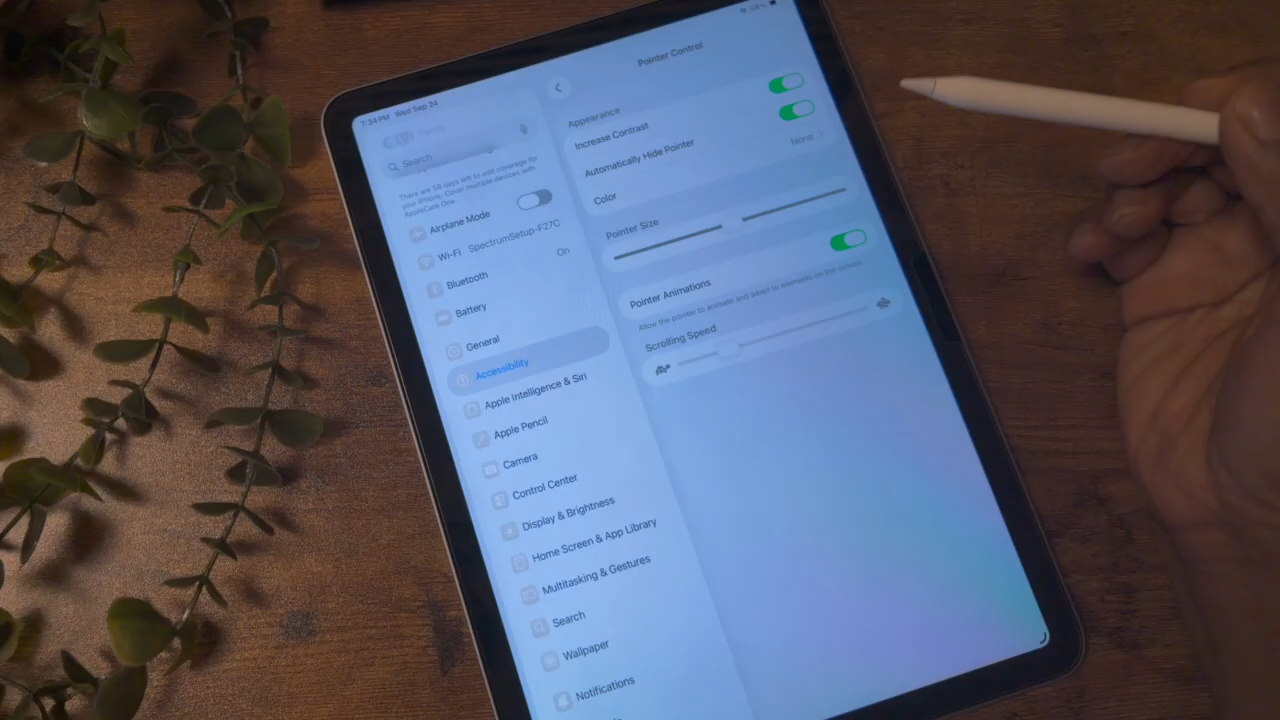 7:34 PM Wed Sep 24
Family
Search
There are 58 days left to edit coverage for
your iPhone. Cover multiple devices with
AppleCare One.
Airplane Mode
Wi-Fi SpectrumSetup-F27C
Bluetooth On
Battery
General
Accessibility
Apple Intelligence & Siri
Apple Pencil
Camera
Control Center
Display & Brightness
Home Screen & App Library
Multitasking & Gestures
Search
Wallpaper
Notifications
Pointer Control
Appearance
Increase Contrast
Automatically Hide Pointer
Color None
Pointer Size
Pointer Animations
Allow the pointer to animate and adapt to elements on the screen.
Scrolling Speed